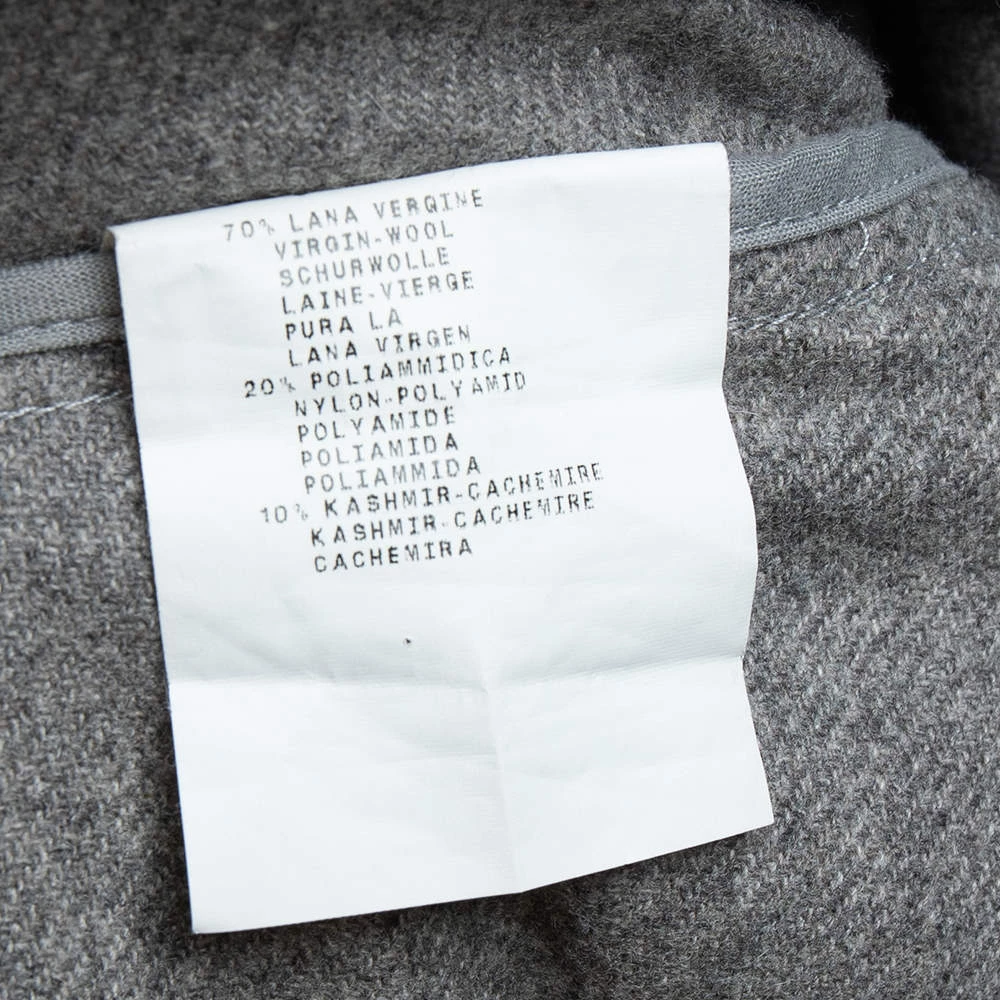 70% LANA VERGINE
VIRGIN-WOOL
SCHURWOLLE
LAINE-VIERGE
PURA LA
LANA VIRGEN
20% POLIAMMIDICA
NYLON-POLYAMID
POLYAMIDE
POLIAMIDA
POLIAMMIDA
10% KASHMIR-CACHEMIRE
KASHMIR-CACHEMIRE
CACHEMIRA